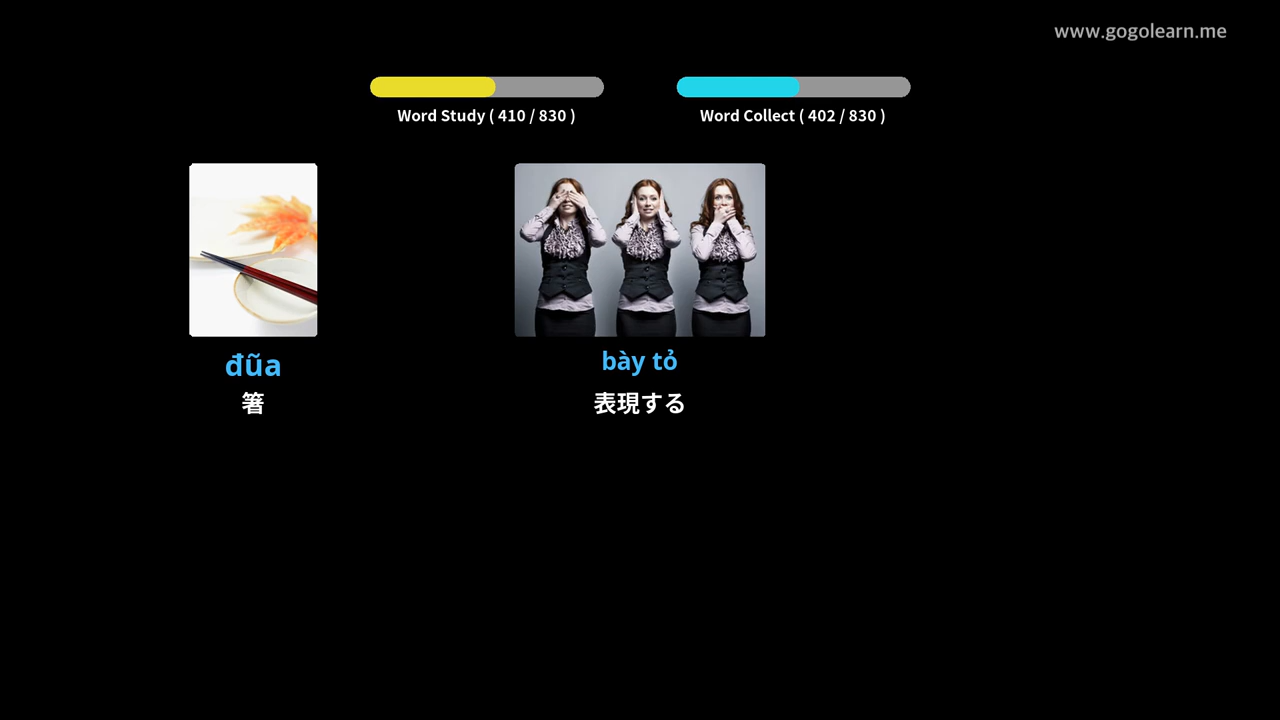 www.gogolearn.me
Word Study ( 410 / 830 )
Word Collect ( 402 / 830 )
đũa
箸
bày tỏ
表現する